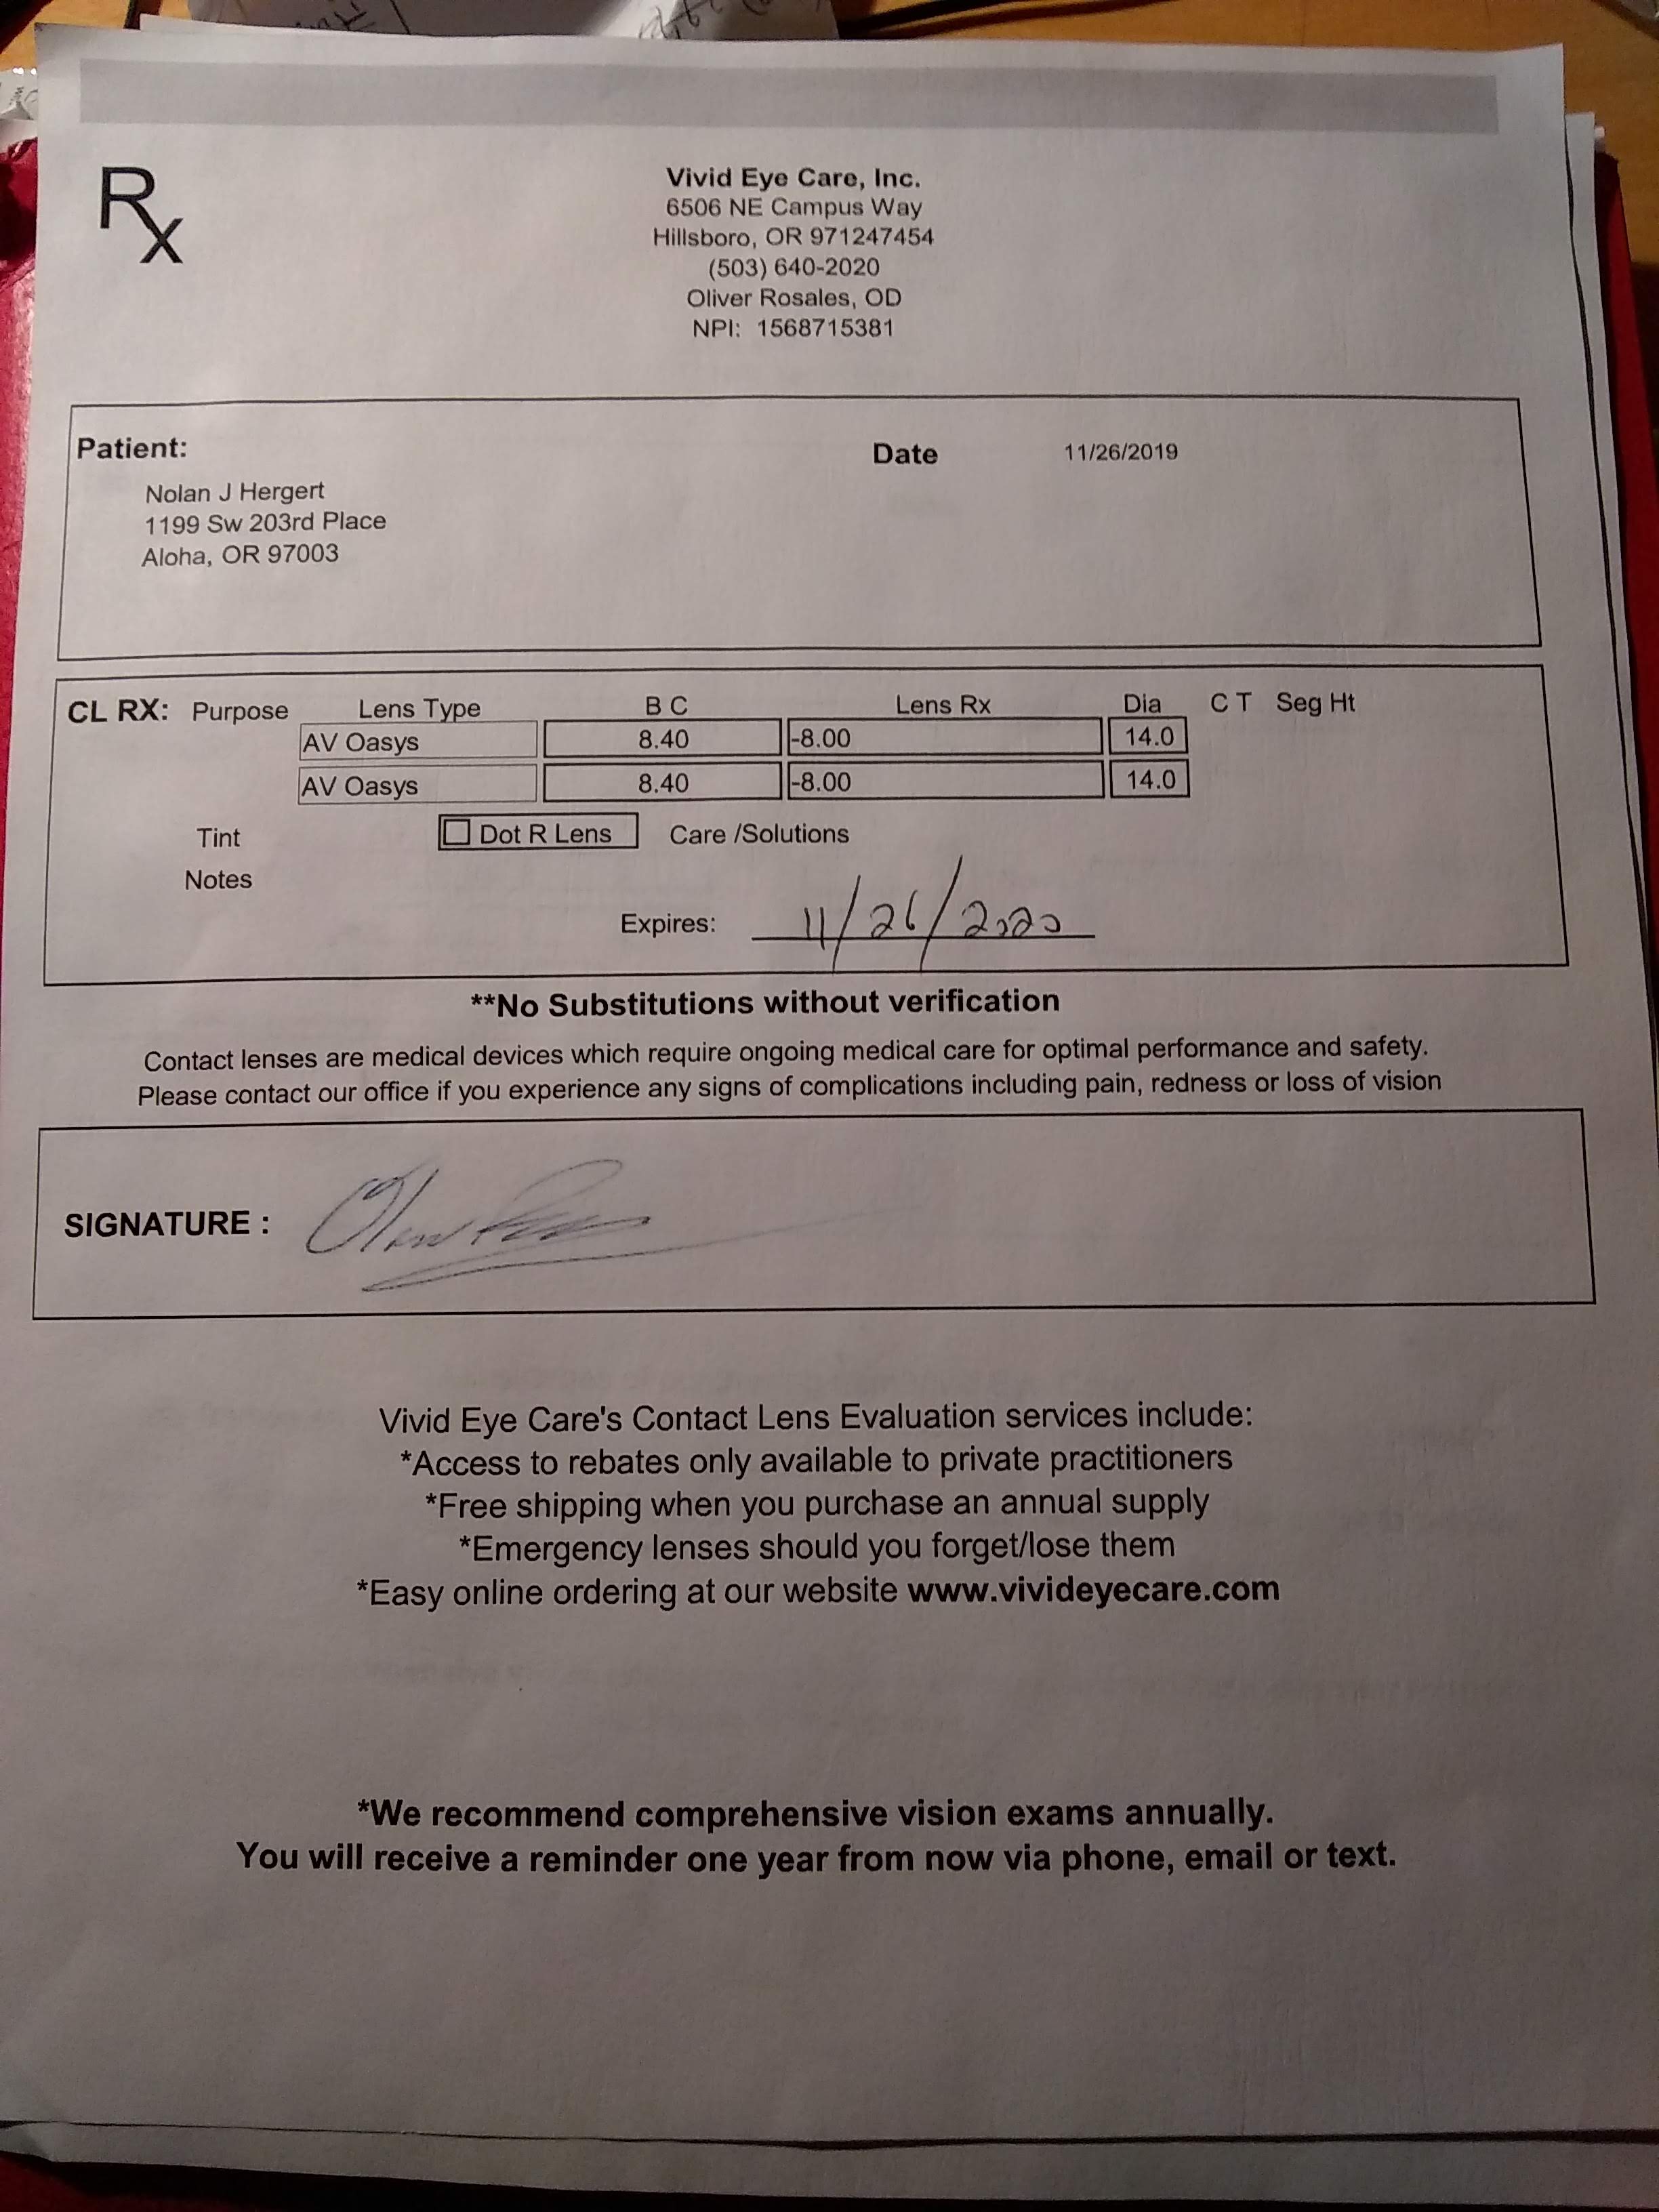 Rx
Vivid Eye Care, Inc.
6506 NE Campus Way
Hillsboro, OR 971247454
(503) 640-2020
Oliver Rosales, OD
NPI: 1568715381
Patient:
Date 11/26/2019
Nolan J Hergert
1199 Sw 203rd Place
Aloha, OR 97003
CL RX: Purpose Lens Type B C Lens Rx Dia C T Seg Ht
AV Oasys 8.40 -8.00 14.0
AV Oasys 8.40 -8.00 14.0
Tint Dot R Lens Care /Solutions
Notes
Expires: 11/26/2020
**No Substitutions without verification
Contact lenses are medical devices which require ongoing medical care for optimal performance and safety.
Please contact our office if you experience any signs of complications including pain, redness or loss of vision
SIGNATURE :
Vivid Eye Care's Contact Lens Evaluation services include:
*Access to rebates only available to private practitioners
*Free shipping when you purchase an annual supply
*Emergency lenses should you forget/lose them
*Easy online ordering at our website www.vivideyecare.com
*We recommend comprehensive vision exams annually.
You will receive a reminder one year from now via phone, email or text.